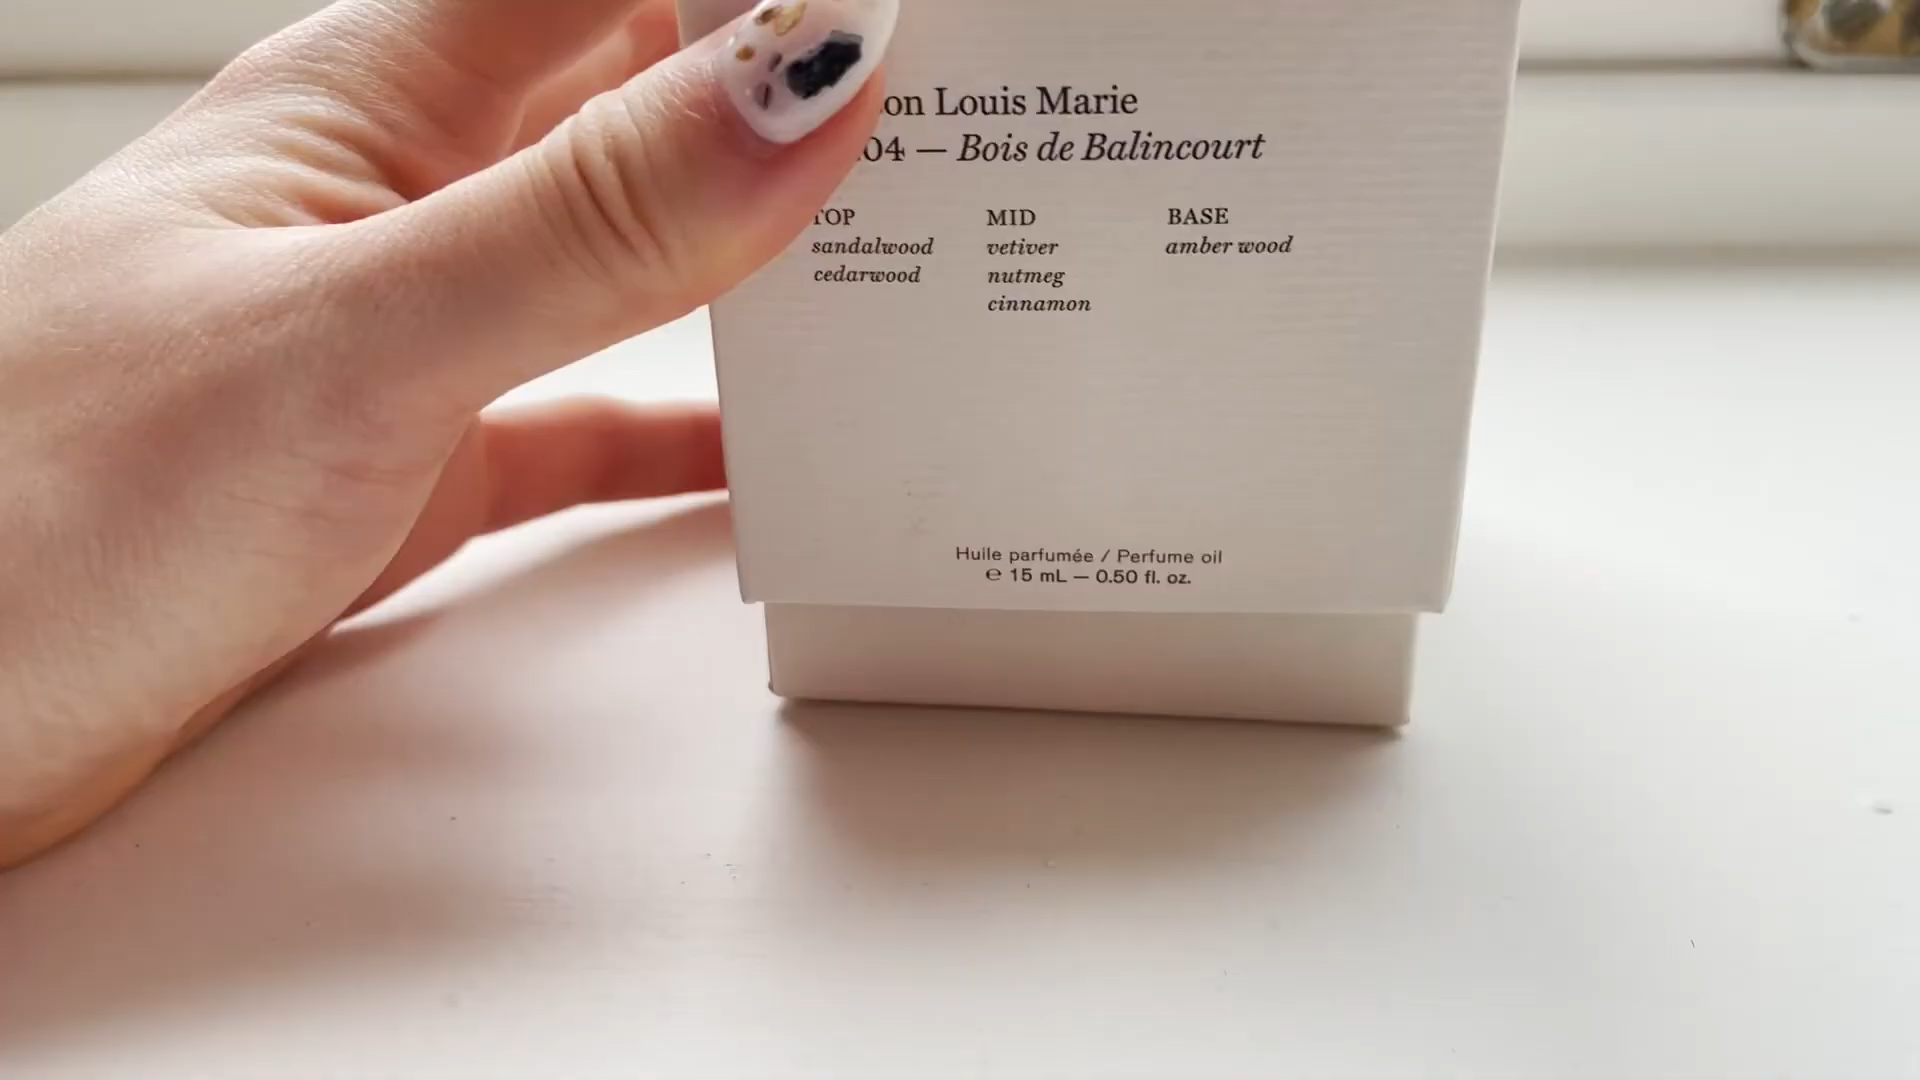 on Louis Marie
04 — Bois de Balincourt
TOP MID BASE
sandalwood vetiver amber wood
cedarwood nutmeg
cinnamon
Huile parfumée / Perfume oil
℮ 15 mL — 0.50 fl. oz.